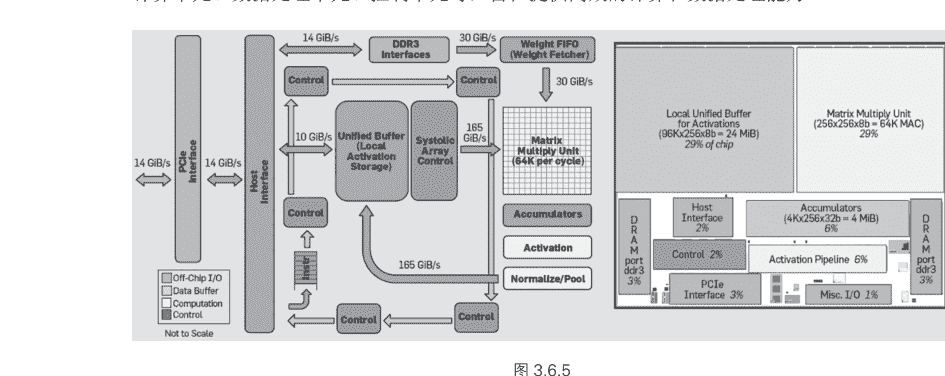 14 GiB/s
DDR3
Interfaces
30 GiB/s
Weight FIFO
(Weight Fetcher)
30 GiB/s
Control
Control
14 GiB/s
PCIe
Interface
14 GiB/s
Host
Interface
10 GiB/s
Unified Buffer
(Local
Activation
Storage)
Systolic
Array
Control
165
GiB/s
Matrix
Multiply Unit
(64K per cycle)
Control
Accumulators
Activation
Instr
165 GiB/s
Normalize/Pool
Control
Control
Off-Chip I/O
Data Buffer
Computation
Control
Not to Scale
Local Unified Buffer
for Activations
(96Kx256x8b = 24 MiB)
29% of chip
Matrix Multiply Unit
(256x256x8b = 64K MAC)
29%
DRAM
port
ddr3
3%
Host
Interface
2%
Accumulators
(4Kx256x32b = 4 MiB)
6%
Control 2%
Activation Pipeline 6%
PCIe
Interface 3%
Misc. I/O 1%
DRAM
port
ddr3
3%
图 3.6.5